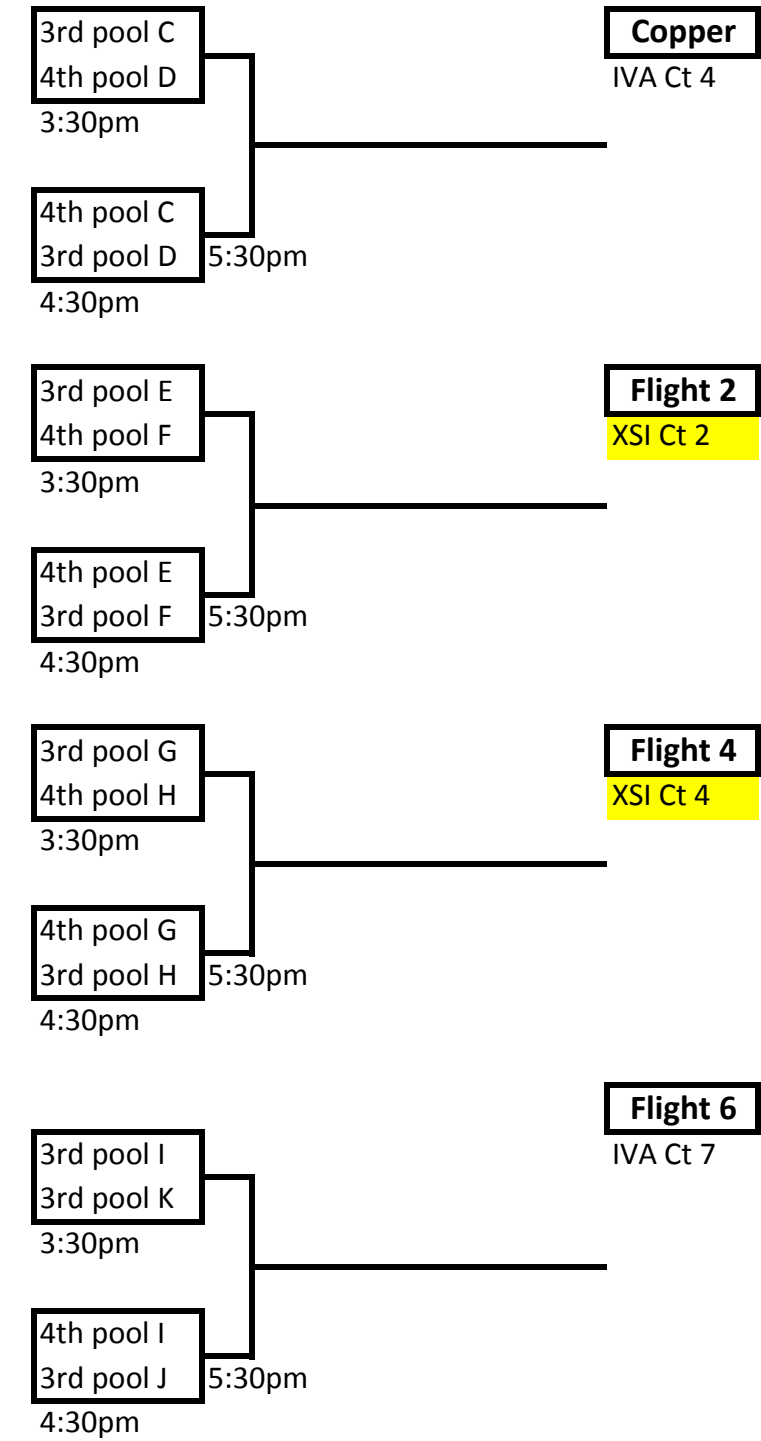 3rd pool C
Copper
4th pool D
IVA Ct 4
3:30pm
4th pool C
3rd pool D
5:30pm
4:30pm
3rd pool E
Flight 2
4th pool F
XSI Ct 2
3:30pm
4th pool E
3rd pool F
5:30pm
4:30pm
3rd pool G
Flight 4
4th pool H
XSI Ct 4
3:30pm
4th pool G
3rd pool H
5:30pm
4:30pm
Flight 6
3rd pool I
IVA Ct 7
3rd pool K
3:30pm
4th pool I
3rd pool J
5:30pm
4:30pm